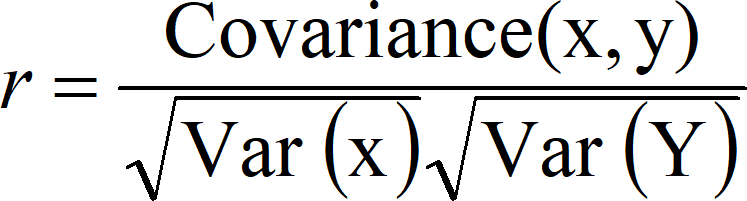 r = Covariance(x, y)
√Var (x) √Var (Y)